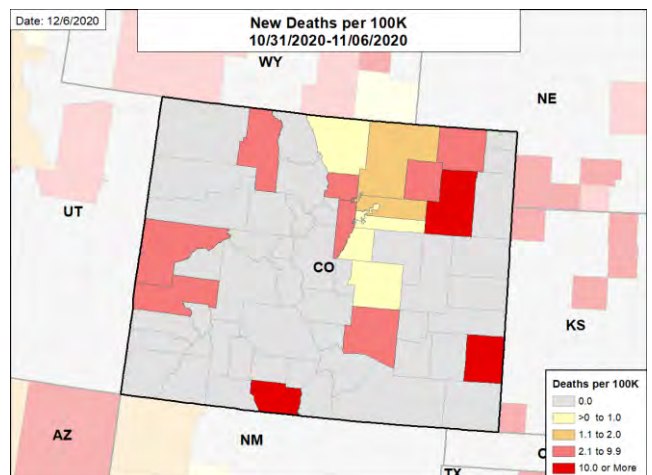 Date: 12/6/2020
New Deaths per 100K
10/31/2020-11/06/2020
WY
NE
UT
CO
KS
Deaths per 100K
0.0
>0 to 1.0
1.1 to 2.0
2.1 to 9.9
10.0 or More
AZ
NM
TX